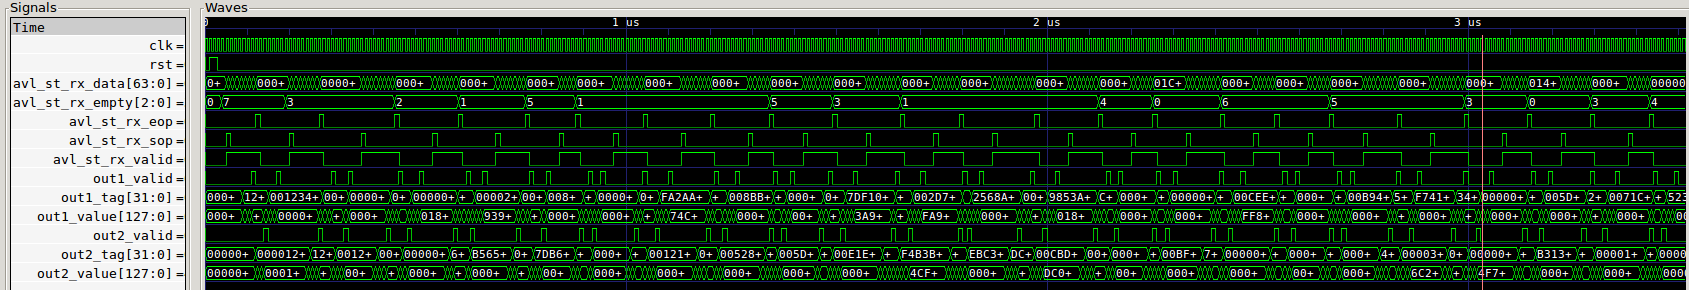 Signals Waves
Time 0 1 us 2 us 3 us
clk =
rst =
avl_st_rx_data[63:0] = 0+ 000+ 0000+ 000+ 000+ 000+ 000+ 000+ 000+ 000+ 000+ 000+ 000+ 000+ 01C+ 000+ 000+ 000+ 000+ 000+ 014+ 000+ 00000
avl_st_rx_empty[2:0] = 0 7 3 2 1 5 1 5 3 1 4 0 6 5 3 0 3 4
avl_st_rx_eop =
avl_st_rx_sop =
avl_st_rx_valid =
out1_valid =
out1_tag[31:0] = 000+ 12+ 001234+ 00+ 0000+ 0+ 00000+ + 00002+ 00+ 008+ + 0000+ 0+ FA2AA+ + 008BB+ + 000+ 0+ 7DF10+ + 002D7+ 2568A+ 00+ 9853A+ C+ 000+ + 00000+ + 00CEE+ + 000+ + 00B94+ 5+ F741+ 34+ 00000+ + 005D+ 2+ 0071C+ + 523
out1_value[127:0] = 000+ + 0000+ + 000+ 018+ 939+ + 000+ 000+ + 74C+ 000+ 00+ + 3A9+ FA9+ 000+ + 018+ 000+ 000+ FF8+ 000+ + 000+ + 000+ 000+ + 000+ 00
out2_valid =
out2_tag[31:0] = 00000+ 000012+ 12+ 0012+ 00+ 00000+ 6+ B565+ 0+ 7DB6+ + 000+ + 00121+ 0+ 00528+ + 005D+ + 00E1E+ + F4B3B+ + EBC3+ DC+ 00CBD+ 00+ 000+ + 00BF+ 7+ 00000+ + 000+ + 000+ 4+ 00003+ 0+ 00000+ + B313+ + 00001+ + 0000
out2_value[127:0] = 00000+ 0001+ + 00+ + 000+ + 000+ + 00+ + 000+ 000+ 000+ + 4CF+ 000+ + DC0+ + 00+ 000+ 000+ 00+ 000+ 6C2+ + 4F7+ 000+ 000+ 000